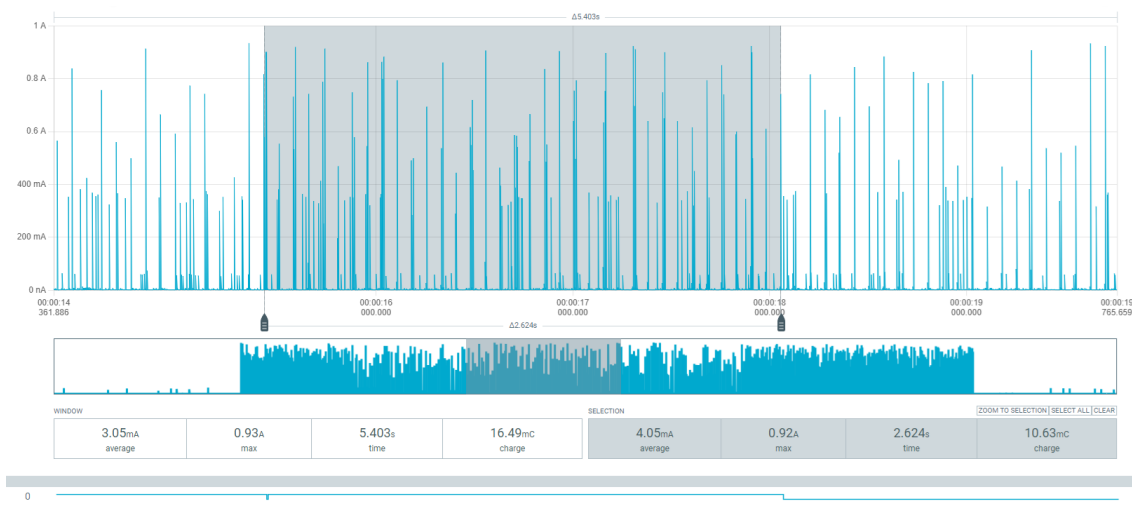 Δ5.403s
1 A
0.8 A
0.6 A
400 mA
200 mA
0 nA
00:00:14 00:00:16 00:00:17 00:00:18 00:00:19 00:00:19
361.886 000.000 000.000 000.000 000.000 765.659
Δ2.624s
WINDOW SELECTION ZOOM TO SELECTION SELECT ALL CLEAR
3.05mA 0.93A 5.403s 16.49mC 4.05mA 0.92A 2.624s 10.63mC
average max time charge average max time charge
0